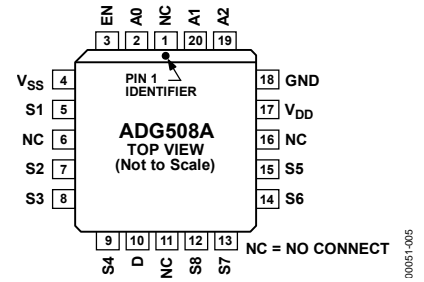 EN A0 NC A1 A2
3 2 1 20 19
PIN 1
IDENTIFIER
VSS 4
S1 5
NC 6
S2 7
S3 8
18 GND
17 VDD
16 NC
15 S5
14 S6
ADG508A
TOP VIEW
(Not to Scale)
9 10 11 12 13
S4 D NC S8 S7
NC = NO CONNECT
00051-005